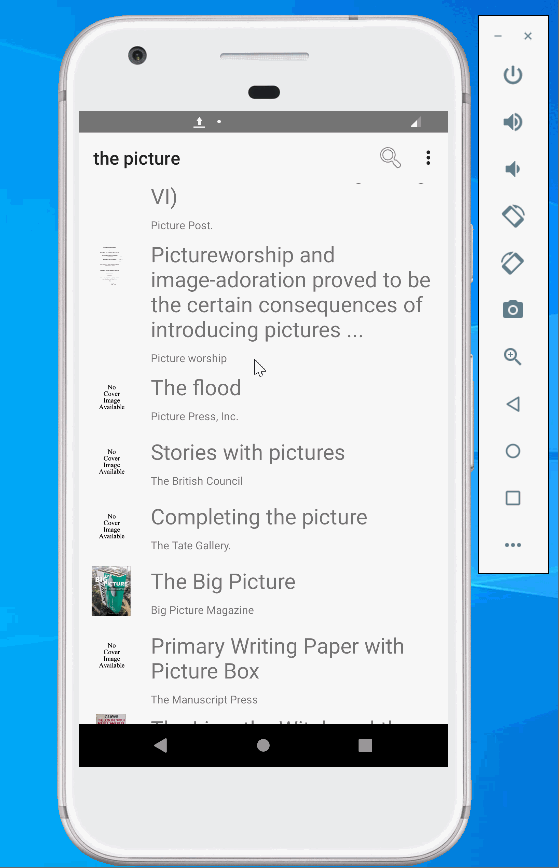 the picture
VI)
Picture Post.
Pictureworship and
image-adoration proved to be
the certain consequences of
introducing pictures ...
Picture worship
No
Cover
Image
Available
The flood
Picture Press, Inc.
No
Cover
Image
Available
Stories with pictures
The British Council
No
Cover
Image
Available
Completing the picture
The Tate Gallery.
BIG
PICTURE
The Big Picture
Big Picture Magazine
No
Cover
Image
Available
Primary Writing Paper with
Picture Box
The Manuscript Press